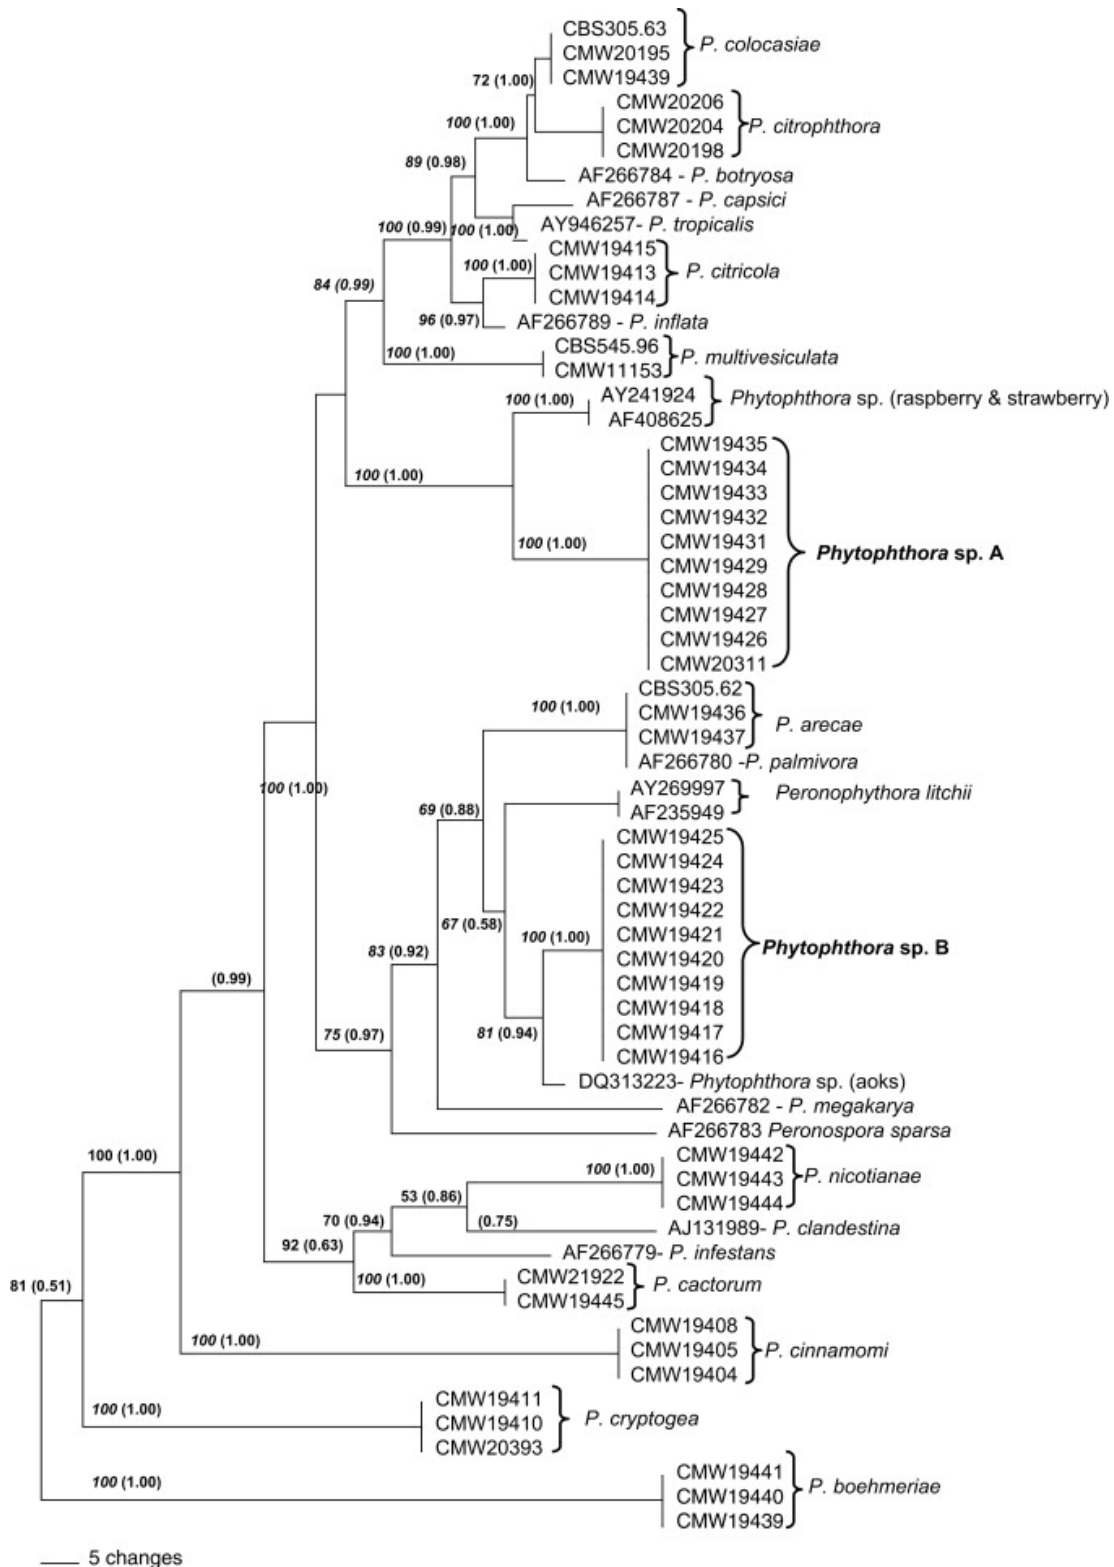 CBS305.63
CMW20195
P. colocasiae
CMW19439
72 (1.00)
CMW20206
CMW20204
P. citrophthora
CMW20198
100 (1.00)
89 (0.98)
AF266784 - P. botryosa
AF266787 - P. capsici
AY946257- P. tropicalis
100 (0.99)
100 (1.00)
CMW19415
100 (1.00)
CMW19413
P. citricola
CMW19414
84 (0.99)
96 (0.97)
AF266789 - P. inflata
CBS545.96
100 (1.00)
P. multivesiculata
CMW11153
AY241924
100 (1.00)
Phytophthora sp. (raspberry & strawberry)
AF408625
CMW19435
CMW19434
100 (1.00)
CMW19433
CMW19432
CMW19431
100 (1.00)
Phytophthora sp. A
CMW19429
CMW19428
CMW19427
CMW19426
CMW20311
CBS305.62
100 (1.00)
CMW19436
P. arecae
CMW19437
AF266780 -P. palmivora
100 (1.00)
AY269997
Peronophythora litchii
69 (0.88)
AF235949
CMW19425
CMW19424
CMW19423
CMW19422
67 (0.58)
CMW19421
100 (1.00)
Phytophthora sp. B
83 (0.92)
CMW19420
(0.99)
CMW19419
CMW19418
75 (0.97)
81 (0.94)
CMW19417
CMW19416
DQ313223- Phytophthora sp. (aoks)
AF266782 - P. megakarya
AF266783 Peronospora sparsa
100 (1.00)
CMW19442
100 (1.00)
CMW19443
P. nicotianae
CMW19444
53 (0.86)
70 (0.94)
(0.75)
AJ131989- P. clandestina
92 (0.63)
AF266779- P. infestans
100 (1.00)
CMW21922
P. cactorum
CMW19445
81 (0.51)
CMW19408
100 (1.00)
CMW19405
P. cinnamomi
CMW19404
CMW19411
100 (1.00)
CMW19410
P. cryptogea
CMW20393
CMW19441
100 (1.00)
P. boehmeriae
CMW19440
CMW19439
5 changes